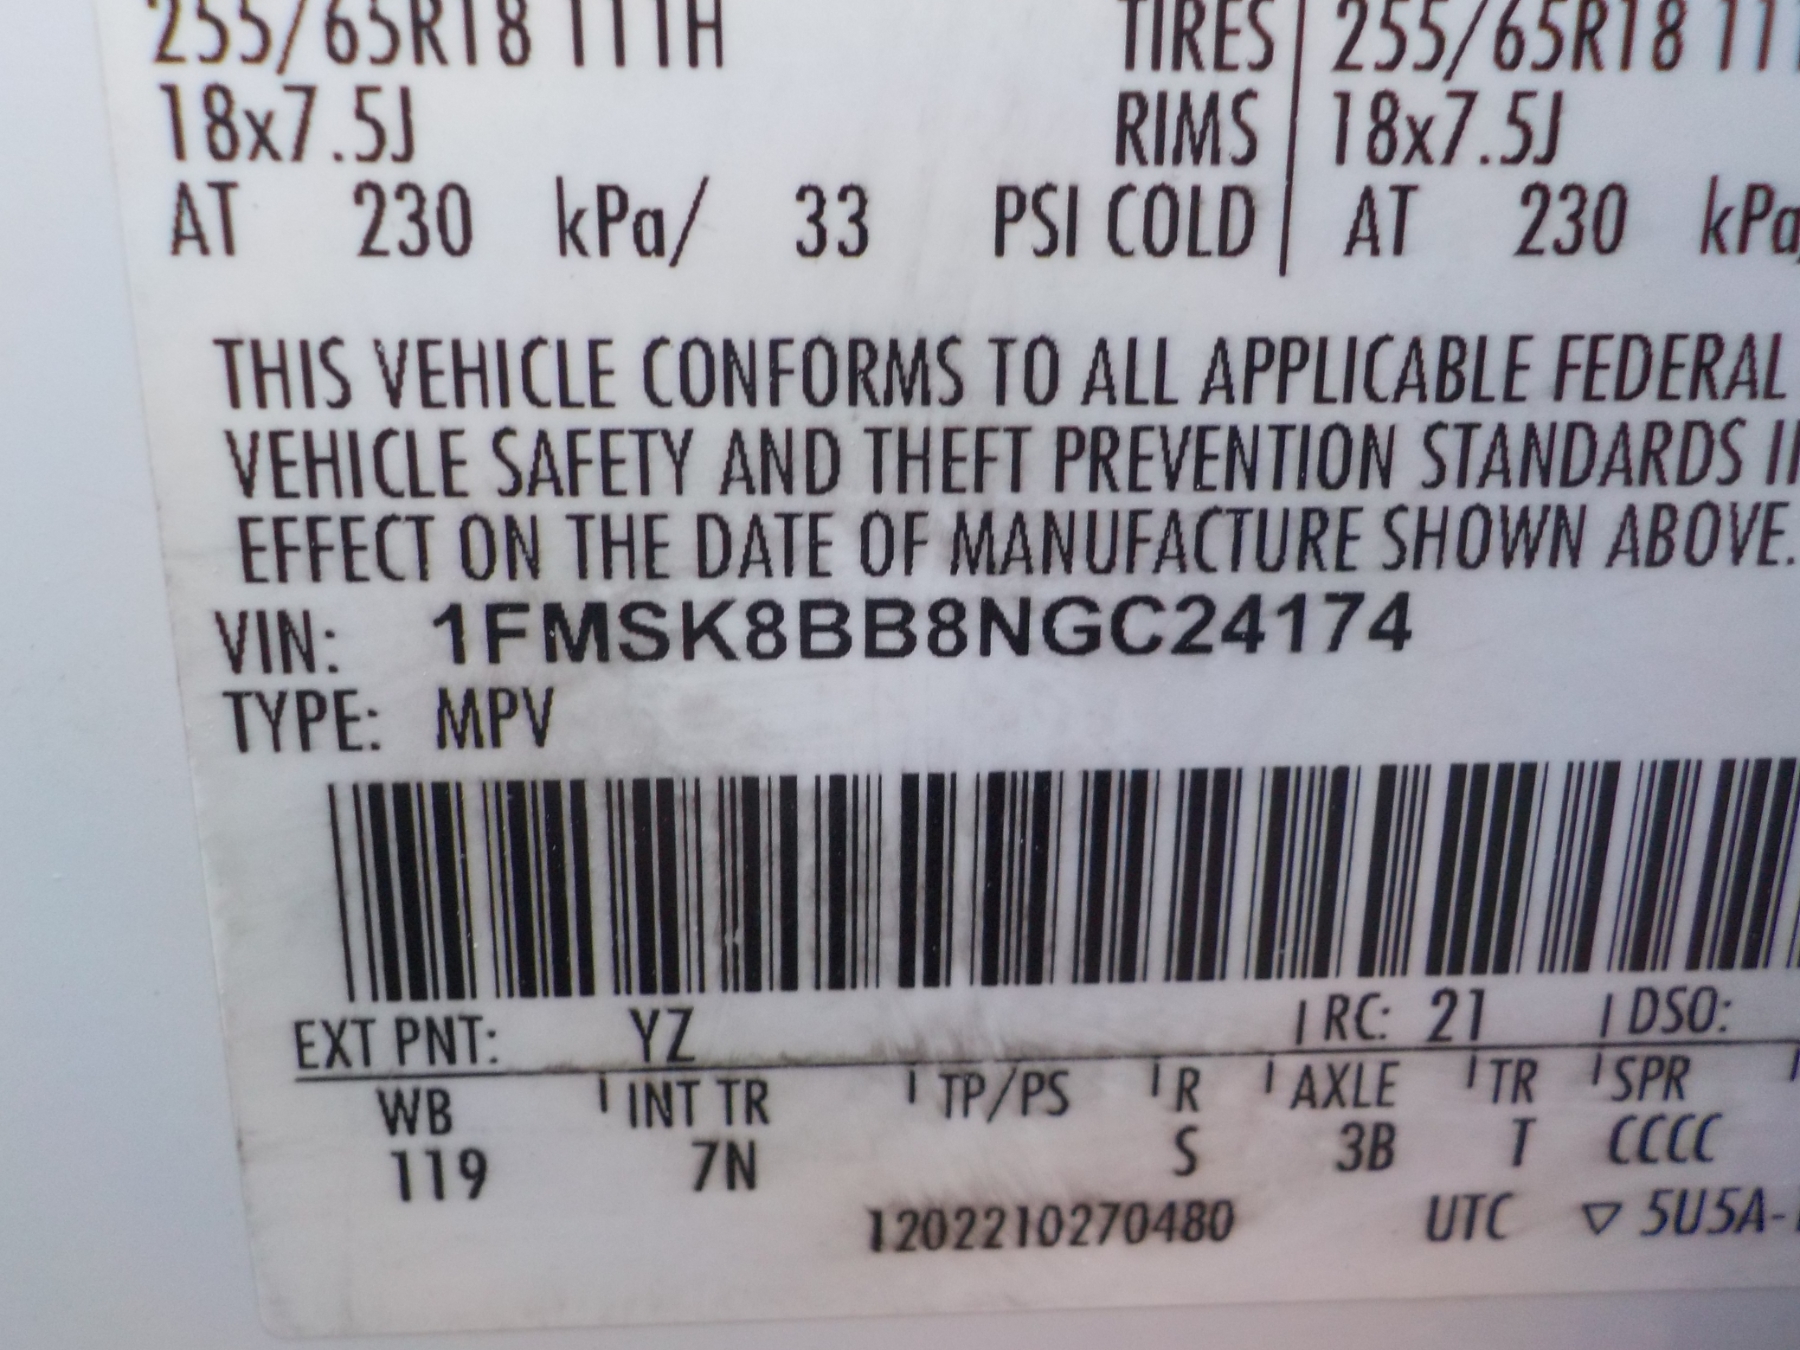 255/65R18 111H TIRES 255/65R18 11
18x7.5J RIMS 18x7.5J
AT 230 kPa/ 33 PSI COLD AT 230 kPa
THIS VEHICLE CONFORMS TO ALL APPLICABLE FEDERAL
VEHICLE SAFETY AND THEFT PREVENTION STANDARDS I
EFFECT ON THE DATE OF MANUFACTURE SHOWN ABOVE.
VIN: 1FMSK8BB8NGC24174
TYPE: MPV
EXT PNT: YZ RC: 21 DSO:
WB INT TR TP/PS R AXLE TR SPR
119 7N S 3B T CCCC
1202210270480 UTC ▽ 5U5A-